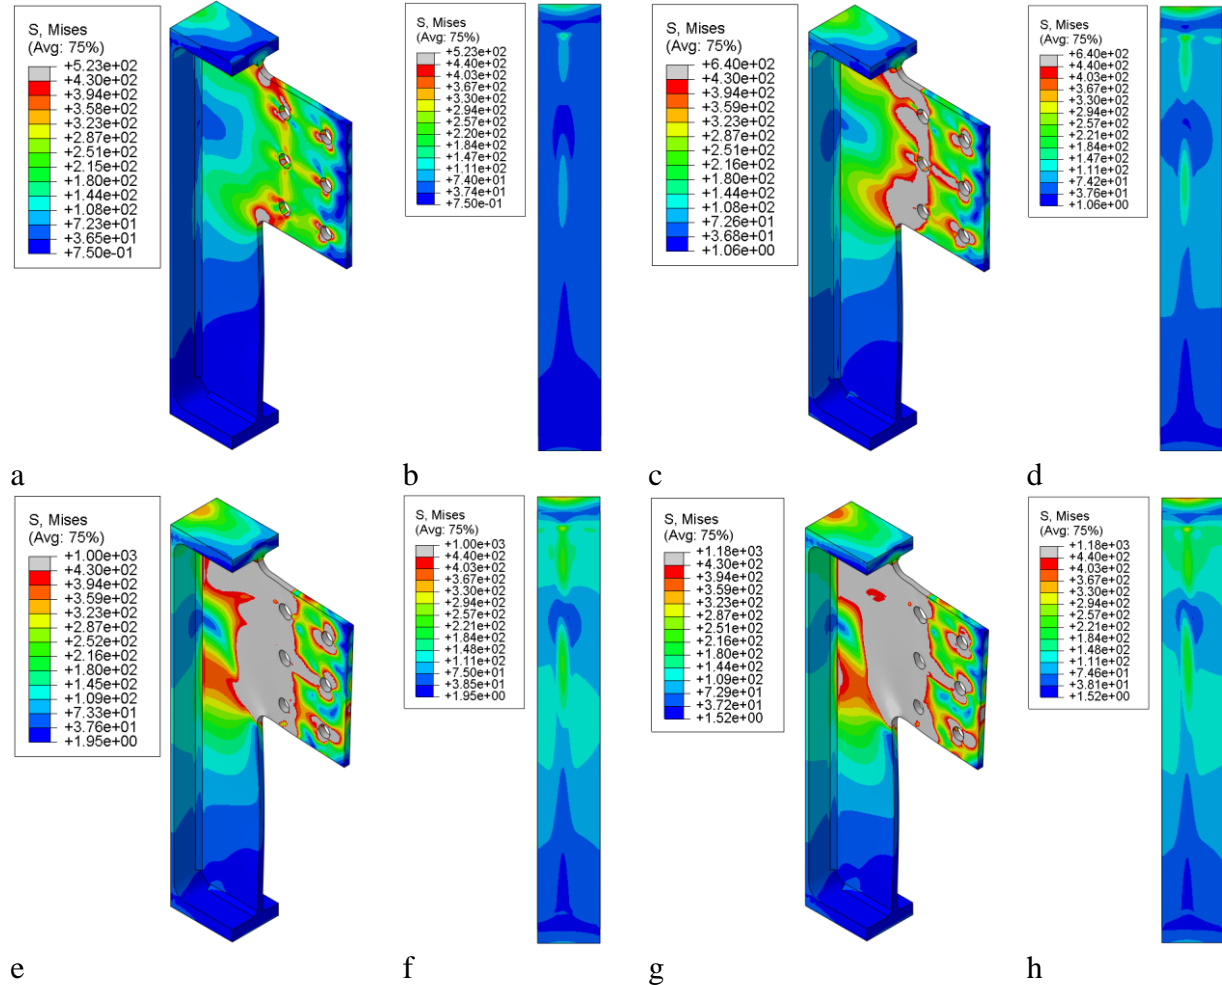 S, Mises
(Avg: 75%)
+5.23e+02
+4.30e+02
+3.94e+02
+3.58e+02
+3.23e+02
+2.87e+02
+2.51e+02
+2.15e+02
+1.80e+02
+1.44e+02
+1.08e+02
+7.23e+01
+3.65e+01
+7.50e-01
S, Mises
(Avg: 75%)
+5.23e+02
+4.40e+02
+4.03e+02
+3.67e+02
+3.30e+02
+2.94e+02
+2.57e+02
+2.20e+02
+1.84e+02
+1.47e+02
+1.11e+02
+7.40e+01
+3.74e+01
+7.50e-01
S, Mises
(Avg: 75%)
+6.40e+02
+4.30e+02
+3.94e+02
+3.59e+02
+3.23e+02
+2.87e+02
+2.51e+02
+2.16e+02
+1.80e+02
+1.44e+02
+1.08e+02
+7.26e+01
+3.68e+01
+1.06e+00
S, Mises
(Avg: 75%)
+6.40e+02
+4.40e+02
+4.03e+02
+3.67e+02
+3.30e+02
+2.94e+02
+2.57e+02
+2.21e+02
+1.84e+02
+1.47e+02
+1.11e+02
+7.42e+01
+3.76e+01
+1.06e+00
a
b
c
d
S, Mises
(Avg: 75%)
+1.00e+03
+4.30e+02
+3.94e+02
+3.59e+02
+3.23e+02
+2.87e+02
+2.52e+02
+2.16e+02
+1.80e+02
+1.45e+02
+1.09e+02
+7.33e+01
+3.76e+01
+1.95e+00
S, Mises
(Avg: 75%)
+1.00e+03
+4.40e+02
+4.03e+02
+3.67e+02
+3.30e+02
+2.94e+02
+2.57e+02
+2.21e+02
+1.84e+02
+1.48e+02
+1.11e+02
+7.50e+01
+3.85e+01
+1.95e+00
S, Mises
(Avg: 75%)
+1.18e+03
+4.30e+02
+3.94e+02
+3.59e+02
+3.23e+02
+2.87e+02
+2.51e+02
+2.16e+02
+1.80e+02
+1.44e+02
+1.09e+02
+7.29e+01
+3.72e+01
+1.52e+00
S, Mises
(Avg: 75%)
+1.18e+03
+4.40e+02
+4.03e+02
+3.67e+02
+3.30e+02
+2.94e+02
+2.57e+02
+2.21e+02
+1.84e+02
+1.48e+02
+1.11e+02
+7.46e+01
+3.81e+01
+1.52e+00
e
f
g
h